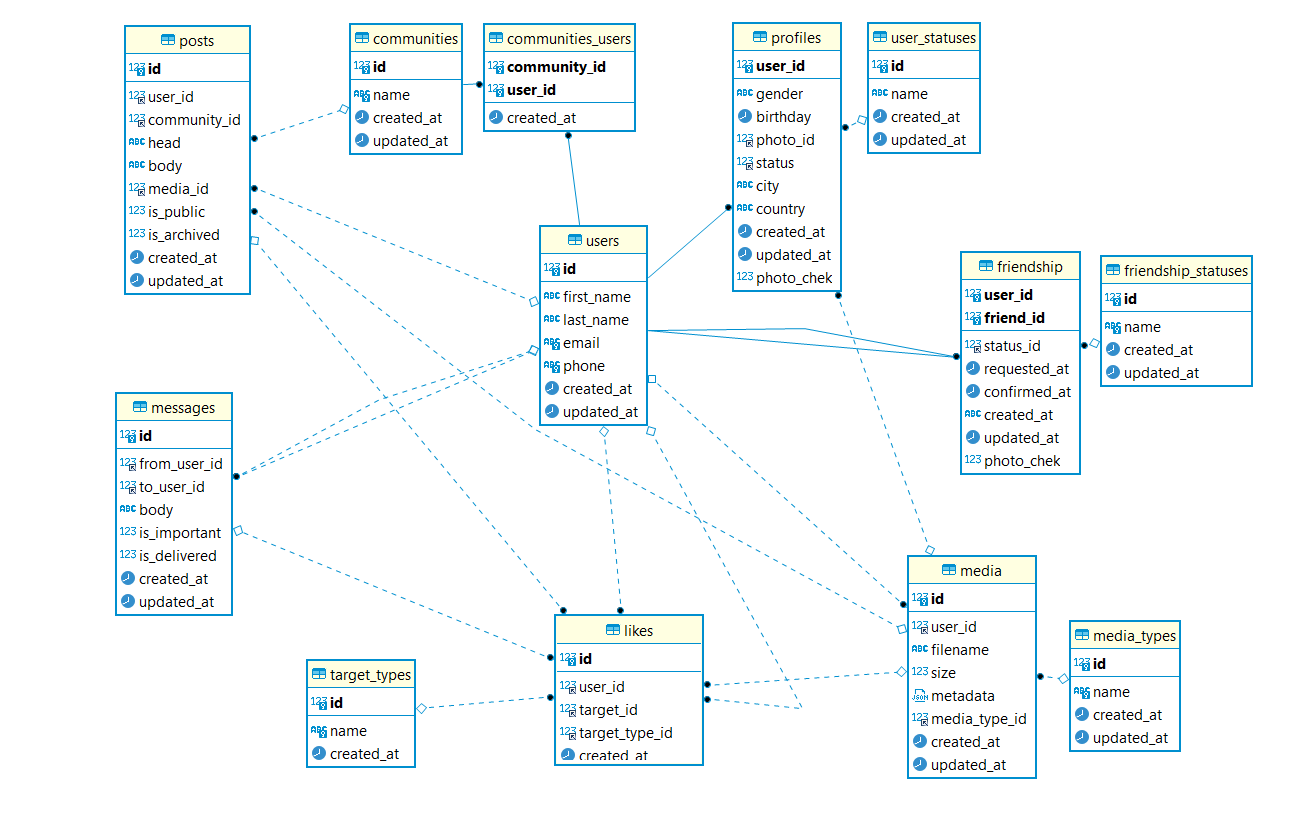 posts
id
user_id
community_id
head
body
media_id
is_public
is_archived
created_at
updated_at
communities
id
name
created_at
updated_at
communities_users
community_id
user_id
created_at
profiles
user_id
gender
birthday
photo_id
status
city
country
created_at
updated_at
photo_chek
user_statuses
id
name
created_at
updated_at
users
id
first_name
last_name
email
phone
created_at
updated_at
friendship
user_id
friend_id
status_id
requested_at
confirmed_at
created_at
updated_at
photo_chek
friendship_statuses
id
name
created_at
updated_at
messages
id
from_user_id
to_user_id
body
is_important
is_delivered
created_at
updated_at
target_types
id
name
created_at
likes
id
user_id
target_id
target_type_id
created_at
media
id
user_id
filename
size
metadata
media_type_id
created_at
updated_at
media_types
id
name
created_at
updated_at